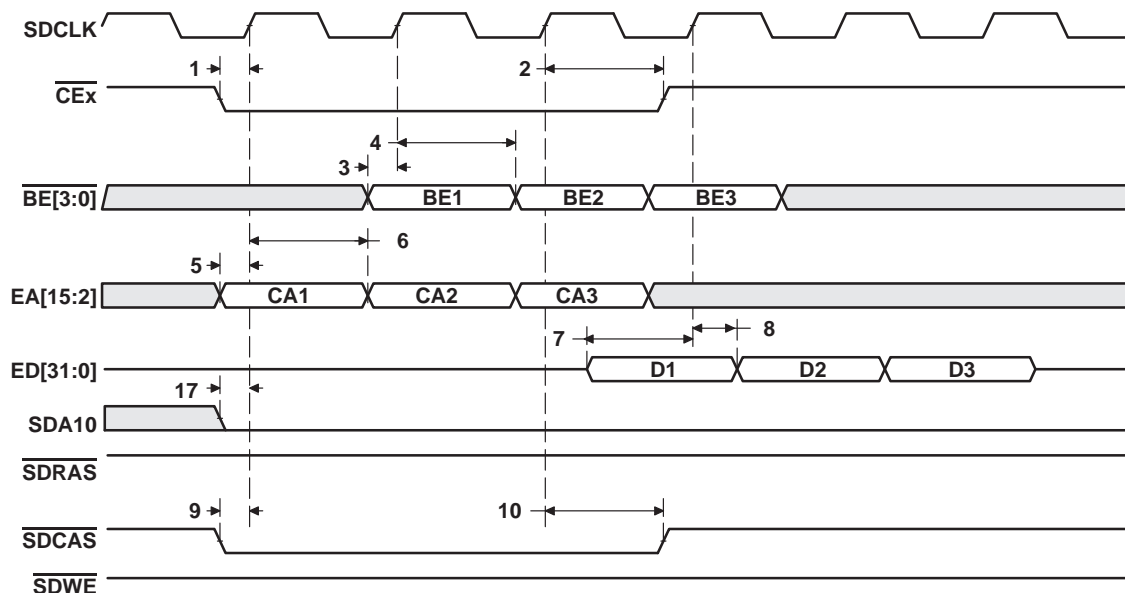 SDCLK
1
2
CEx
4
3
BE[3:0]
BE1
BE2
BE3
6
5
EA[15:2]
CA1
CA2
CA3
7
8
ED[31:0]
D1
D2
D3
17
SDA10
SDRAS
9
10
SDCAS
SDWE